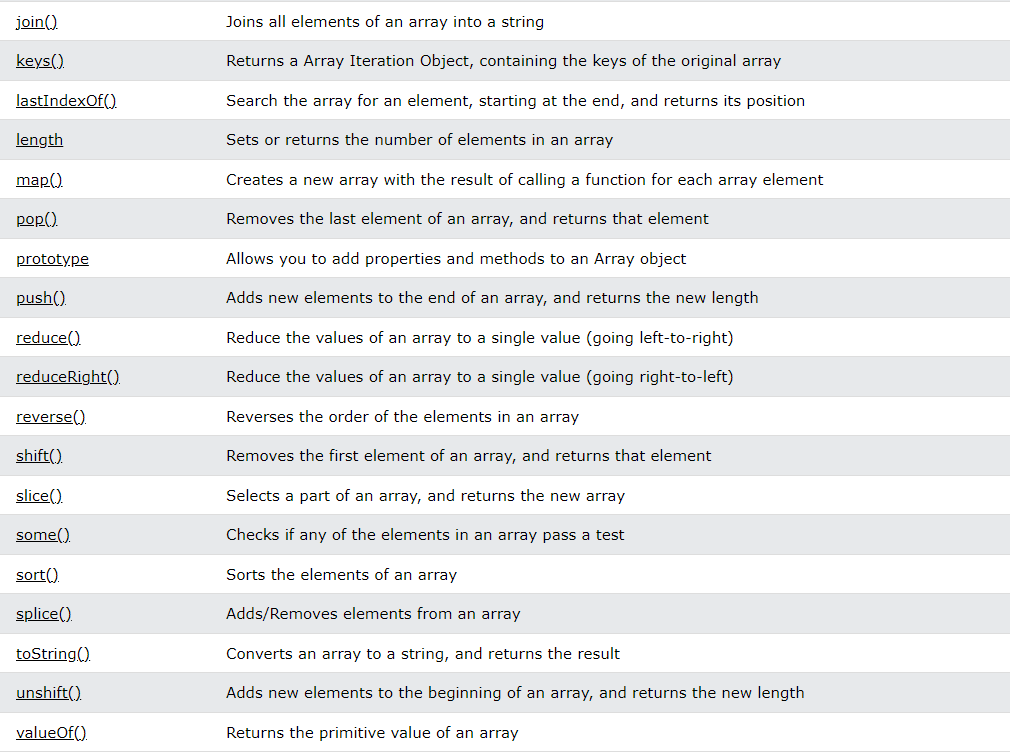 join() Joins all elements of an array into a string
keys() Returns a Array Iteration Object, containing the keys of the original array
lastIndexOf() Search the array for an element, starting at the end, and returns its position
length Sets or returns the number of elements in an array
map() Creates a new array with the result of calling a function for each array element
pop() Removes the last element of an array, and returns that element
prototype Allows you to add properties and methods to an Array object
push() Adds new elements to the end of an array, and returns the new length
reduce() Reduce the values of an array to a single value (going left-to-right)
reduceRight() Reduce the values of an array to a single value (going right-to-left)
reverse() Reverses the order of the elements in an array
shift() Removes the first element of an array, and returns that element
slice() Selects a part of an array, and returns the new array
some() Checks if any of the elements in an array pass a test
sort() Sorts the elements of an array
splice() Adds/Removes elements from an array
toString() Converts an array to a string, and returns the result
unshift() Adds new elements to the beginning of an array, and returns the new length
valueOf() Returns the primitive value of an array